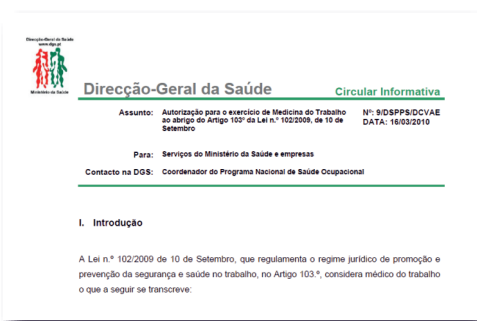 Direcção-Geral da Saúde
www.dgs.pt
Ministério da Saúde
Direcção-Geral da Saúde
Circular Informativa
Assunto: Autorização para o exercício de Medicina do Trabalho
ao abrigo do Artigo 103º da Lei n.º 102/2009, de 10 de
Setembro
Nº: 9/DSPPS/DCVAE
DATA: 16/03/2010
Para: Serviços do Ministério da Saúde e empresas
Contacto na DGS: Coordenador do Programa Nacional de Saúde Ocupacional
I. Introdução
A Lei n.º 102/2009 de 10 de Setembro, que regulamenta o regime jurídico de promoção e
prevenção da segurança e saúde no trabalho, no Artigo 103.º, considera médico do trabalho
o que a seguir se transcreve: